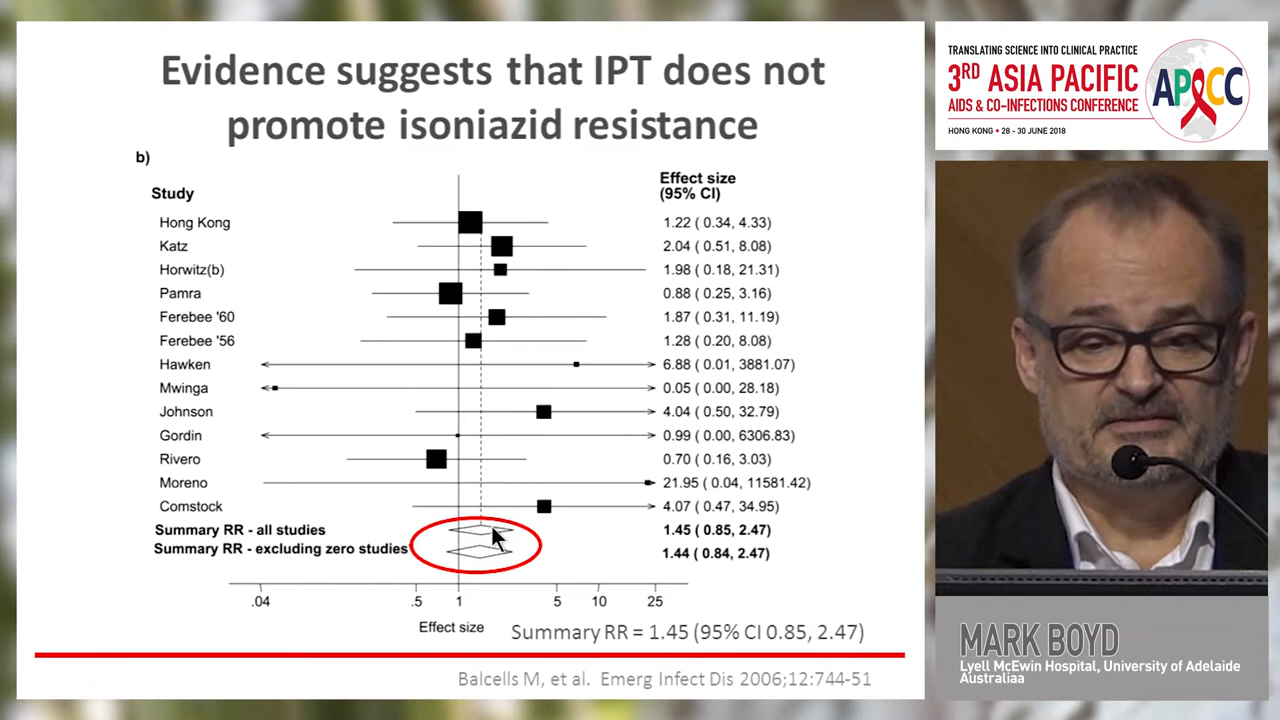 Evidence suggests that IPT does not
promote isoniazid resistance
b)
Study
Effect size
(95% CI)
Hong Kong 1.22 ( 0.34, 4.33)
Katz 2.04 ( 0.51, 8.08)
Horwitz(b) 1.98 ( 0.18, 21.31)
Pamra 0.88 ( 0.25, 3.16)
Ferebee '60 1.87 ( 0.31, 11.19)
Ferebee '56 1.28 ( 0.20, 8.08)
Hawken 6.88 ( 0.01, 3881.07)
Mwinga 0.05 ( 0.00, 28.18)
Johnson 4.04 ( 0.50, 32.79)
Gordin 0.99 ( 0.00, 6306.83)
Rivero 0.70 ( 0.16, 3.03)
Moreno 21.95 ( 0.04, 11581.42)
Comstock 4.07 ( 0.47, 34.95)
Summary RR - all studies 1.45 ( 0.85, 2.47)
Summary RR - excluding zero studies 1.44 ( 0.84, 2.47)
.04 .5 1 5 10 25
Effect size
Summary RR = 1.45 (95% CI 0.85, 2.47)
Balcells M, et al. Emerg Infect Dis 2006;12:744-51
TRANSLATING SCIENCE INTO CLINICAL PRACTICE
3RD ASIA PACIFIC
AIDS & CO-INFECTIONS CONFERENCE
HONG KONG • 28 - 30 JUNE 2018
APACC
MARK BOYD
Lyell McEwin Hospital, University of Adelaide
Australiaa